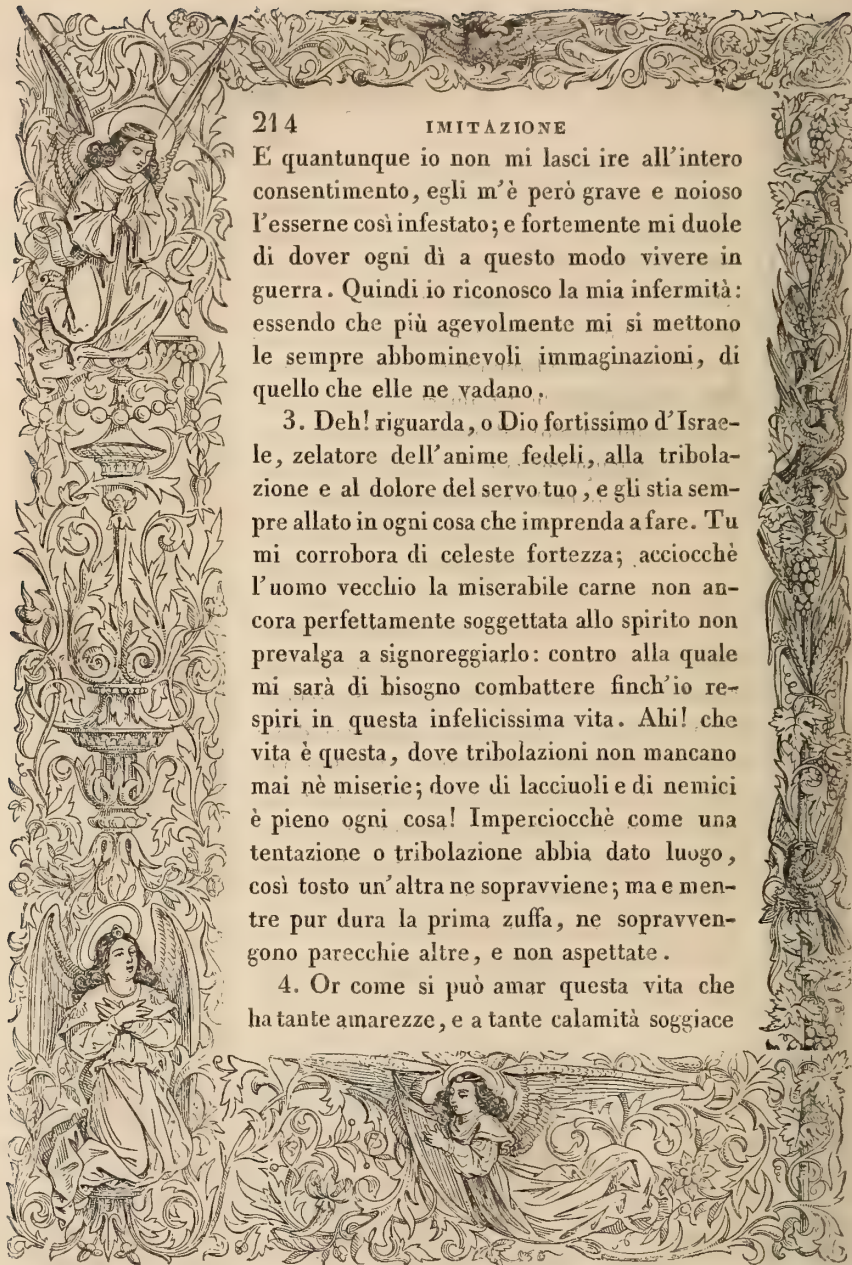 214 IMITAZIONE
E quantunque io non mi lasci ire all'intero
consentimento, egli m'è però grave e noioso
l'esserne così infestato; e fortemente mi duole
di dover ogni dì a questo modo vivere in
guerra. Quindi io riconosco la mia infermità:
essendo che più agevolmente mi si mettono
le sempre abbominevoli immaginazioni, di
quello che elle ne vadano.
3. Deh! riguarda, o Dio fortissimo d'Israe-
le, zelatore dell'anime fedeli, alla tribola-
zione e al dolore del servo tuo, e gli stia sem-
pre allato in ogni cosa che imprenda a fare. Tu
mi corrobora di celeste fortezza; acciocchè
l'uomo vecchio la miserabile carne non an-
cora perfettamente soggettata allo spirito non
prevalga a signoreggiarlo: contro alla quale
mi sarà di bisogno combattere finch'io re-
spiri in questa infelicissima vita. Ahi! che
vita è questa, dove tribolazioni non mancano
mai nè miserie; dove di lacciuoli e di nemici
è pieno ogni cosa! Imperciocchè come una
tentazione o tribolazione abbia dato luogo,
così tosto un'altra ne sopravviene; ma e men-
tre pur dura la prima zuffa, ne sopravven-
gono parecchie altre, e non aspettate.
4. Or come si può amar questa vita che
ha tante amarezze, e a tante calamità soggiace